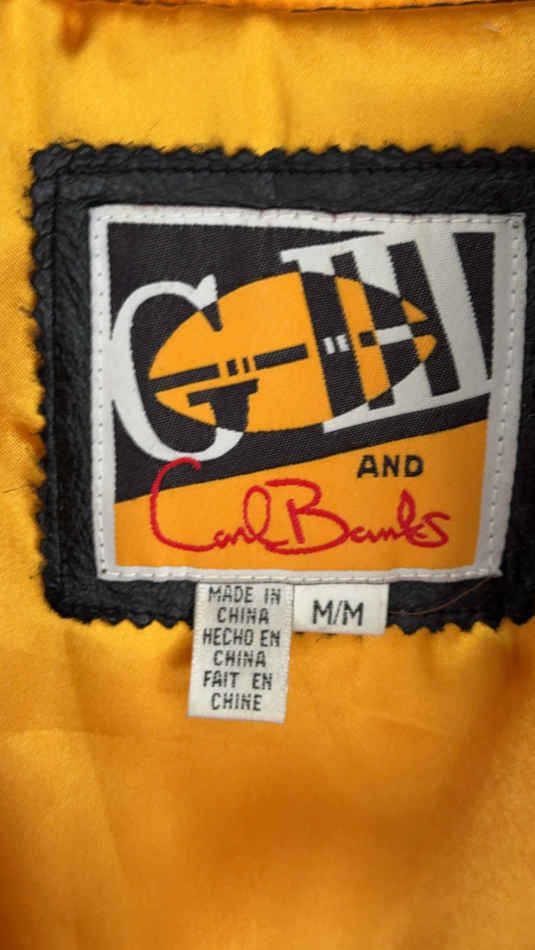 G-III
AND
Carl Banks
MADE IN
CHINA
HECHO EN
CHINA
FAIT EN
CHINE
M/M